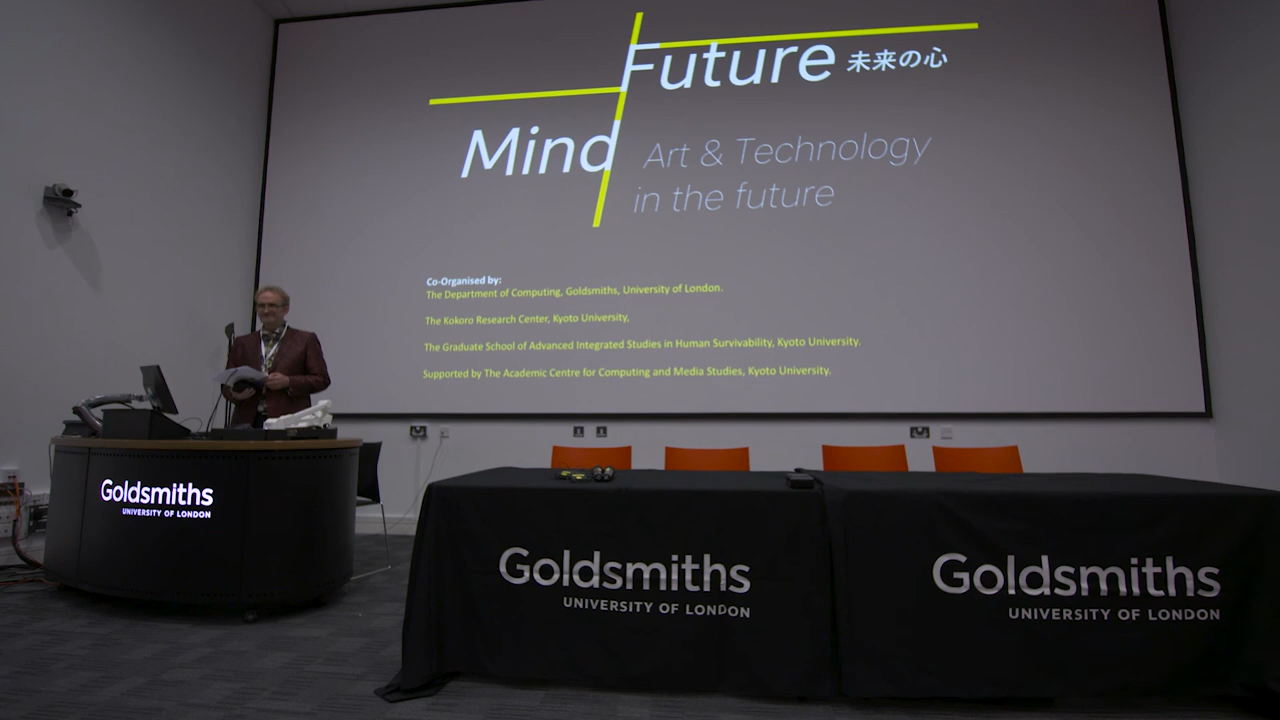 Future 未来の心
Mind
Art & Technology
in the future
Co-Organised by:
The Department of Computing, Goldsmiths, University of London.
The Kokoro Research Center, Kyoto University,
The Graduate School of Advanced Integrated Studies in Human Survivability, Kyoto University.
Supported by The Academic Centre for Computing and Media Studies, Kyoto University.
Goldsmiths
UNIVERSITY OF LONDON
Goldsmiths
UNIVERSITY OF LONDON
Goldsmiths
UNIVERSITY OF LONDON